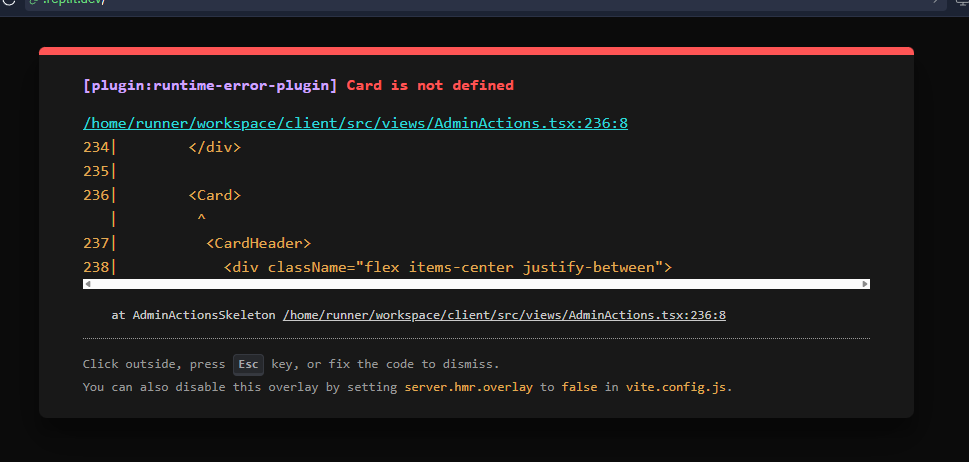 .replit.dev/
[plugin:runtime-error-plugin] Card is not defined
/home/runner/workspace/client/src/views/AdminActions.tsx:236:8
234|        </div>
235|
236|        <Card>
   |         ^
237|          <CardHeader>
238|            <div className="flex items-center justify-between">
at AdminActionsSkeleton /home/runner/workspace/client/src/views/AdminActions.tsx:236:8
Click outside, press Esc key, or fix the code to dismiss.
You can also disable this overlay by setting server.hmr.overlay to false in vite.config.js.